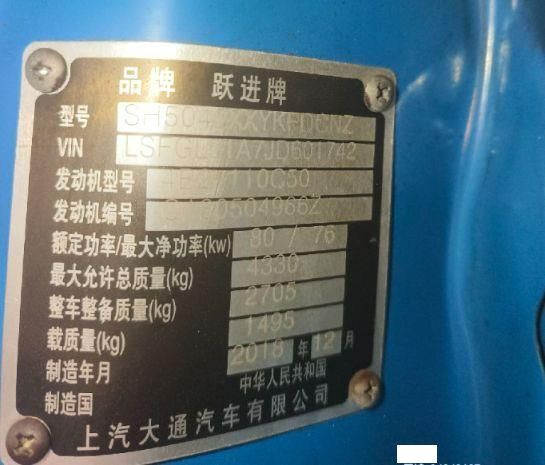 品牌 跃进牌
型号
VIN
发动机型号
发动机编号
额定功率/最大净功率(kw) 80 / 76
最大允许总质量(kg) 4330
整车整备质量(kg) 2705
载质量(kg) 1495
制造年月 2018 年 12 月
制造国 中华人民共和国
上汽大通汽车有限公司